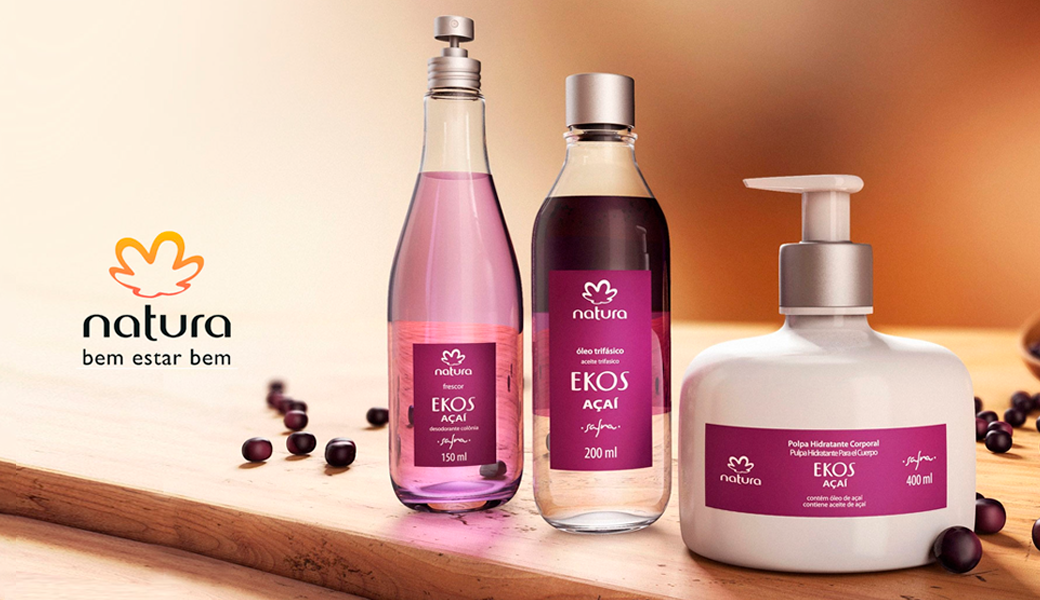 natura
bem estar bem
natura
frescor
EKOS
AÇAÍ
desodorante colônia
·safra·
150 ml
natura
óleo trifásico
aceite trifasico
EKOS
AÇAÍ
·safra·
200 ml
natura
Polpa Hidratante Corporal
Pulpa Hidratante Para el Cuerpo
EKOS
AÇAÍ
contém óleo de açaí
contiene aceite de açaí
·safra·
400 ml